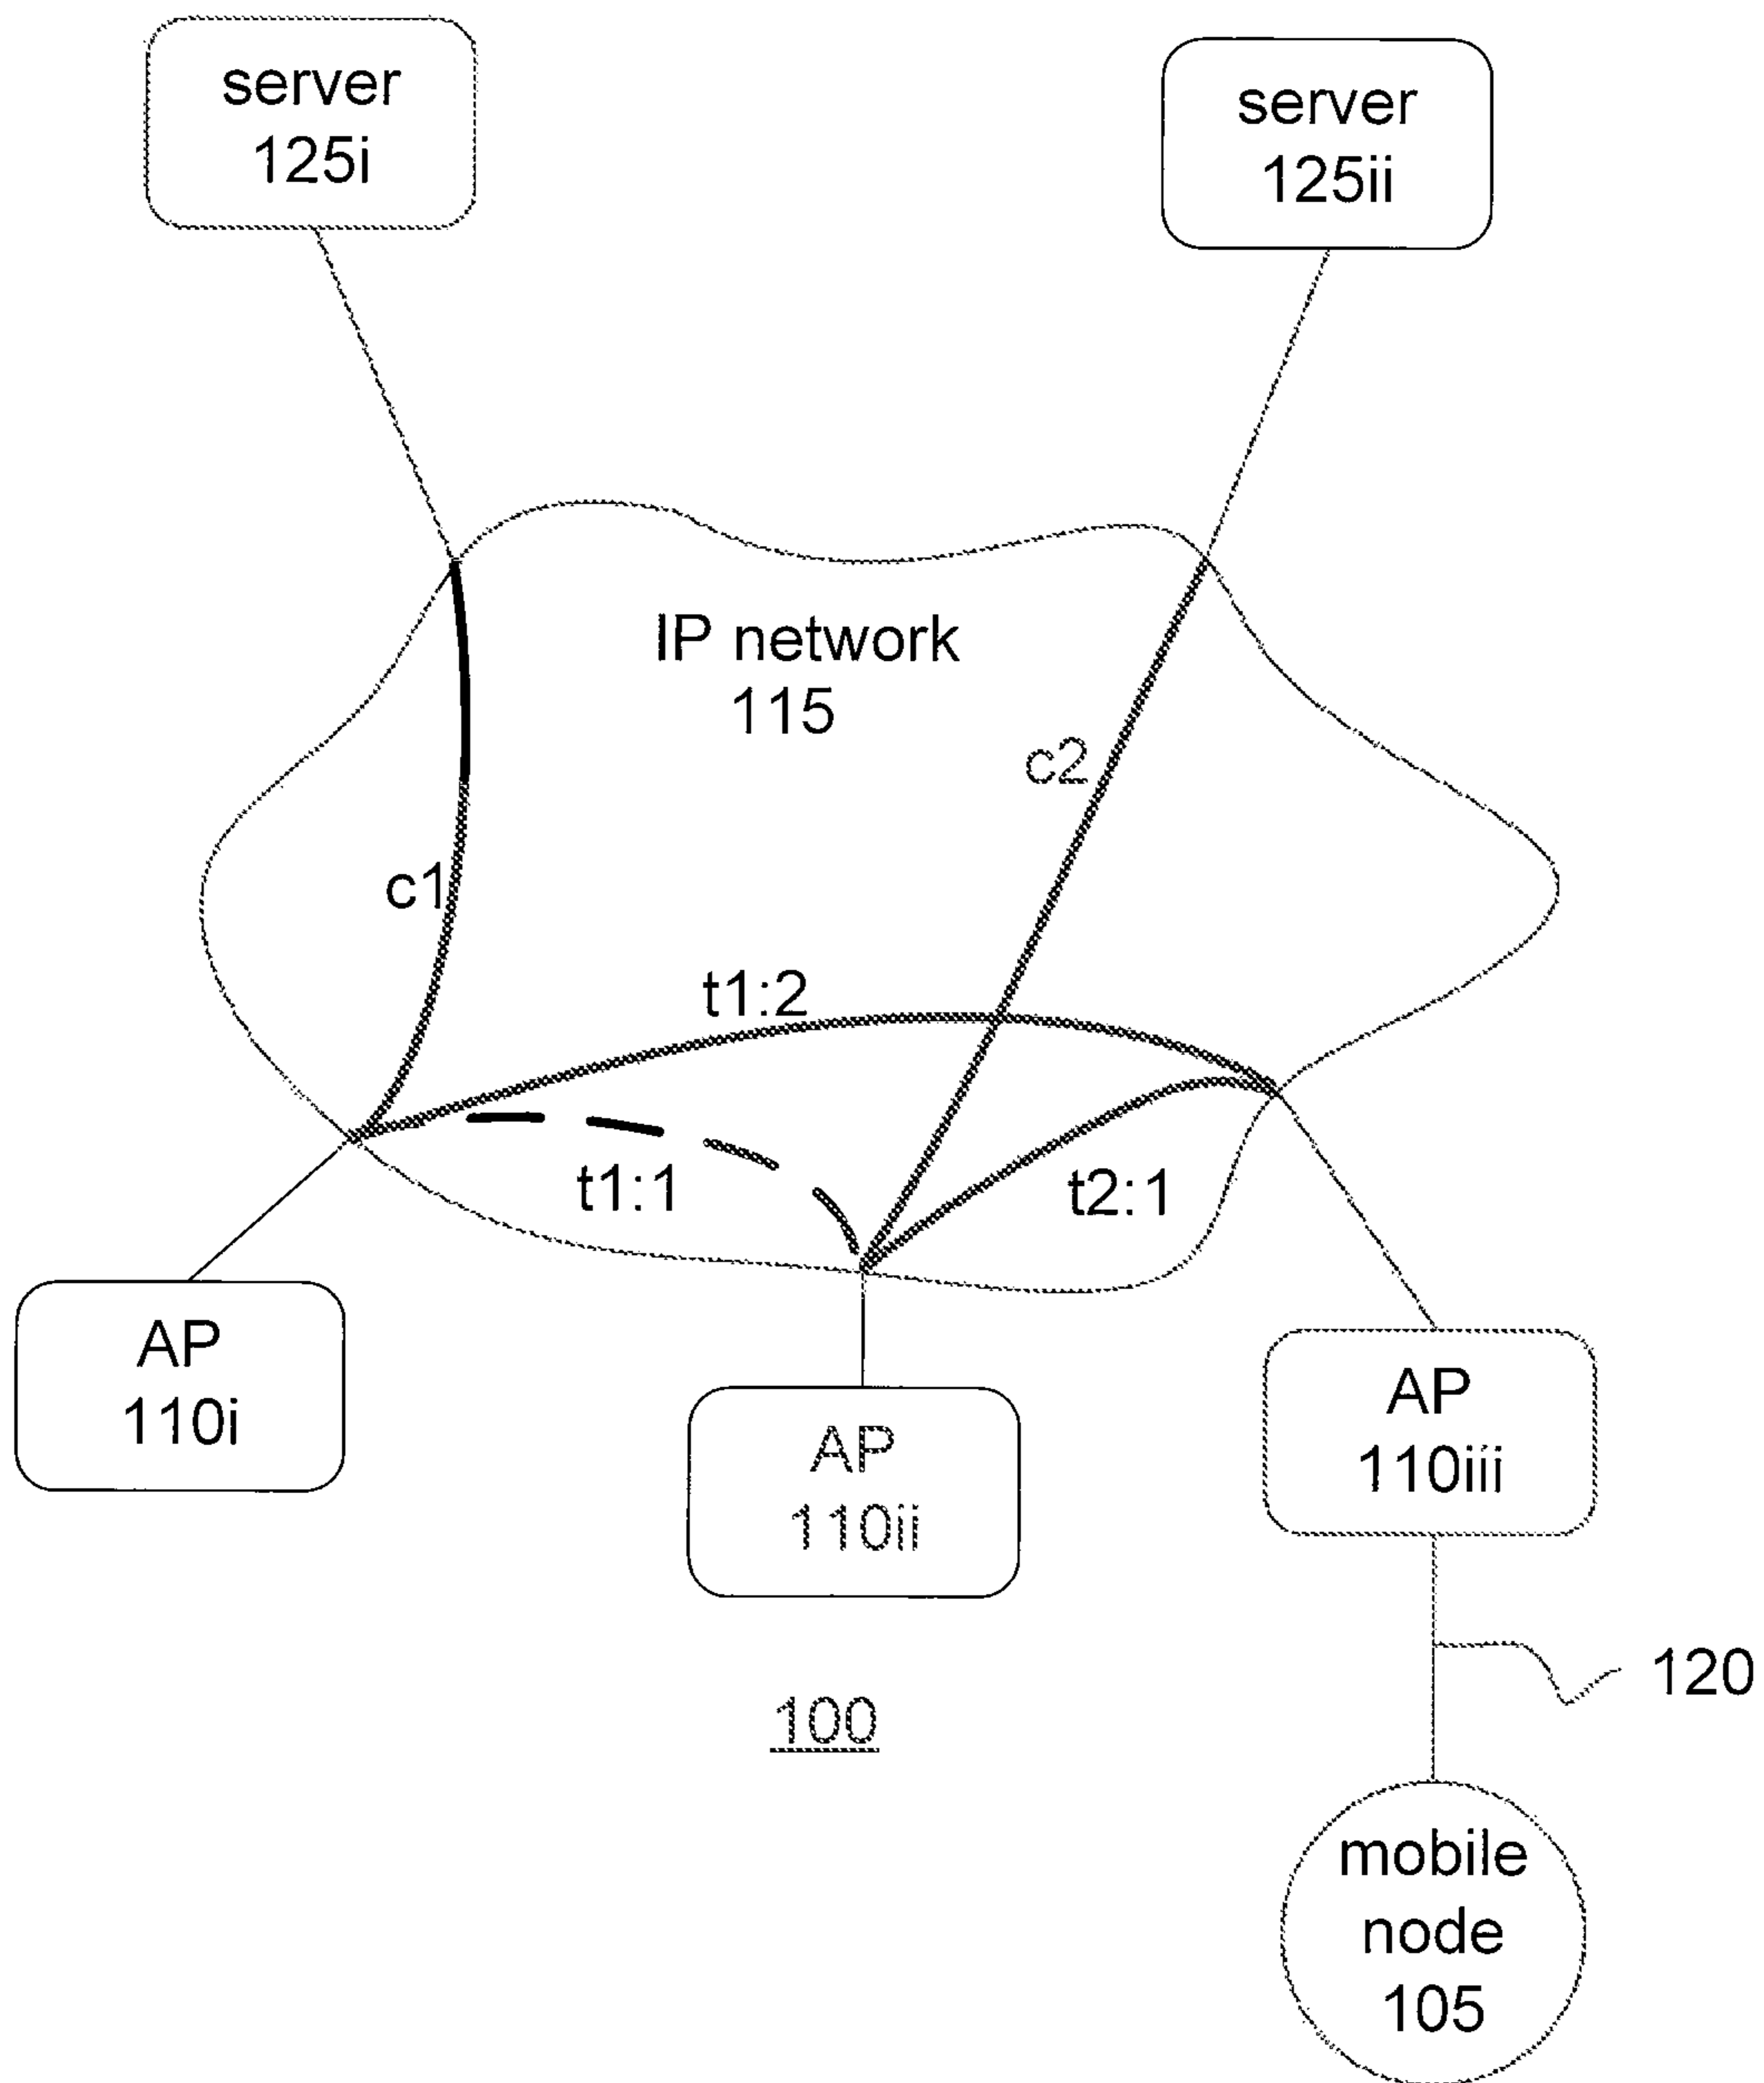 server
125i
server
125ii
IP network
115
c2
c1
t1:2
t1:1
t2:1
AP
110i
AP
110ii
AP
110iii
120
100
mobile
node
105